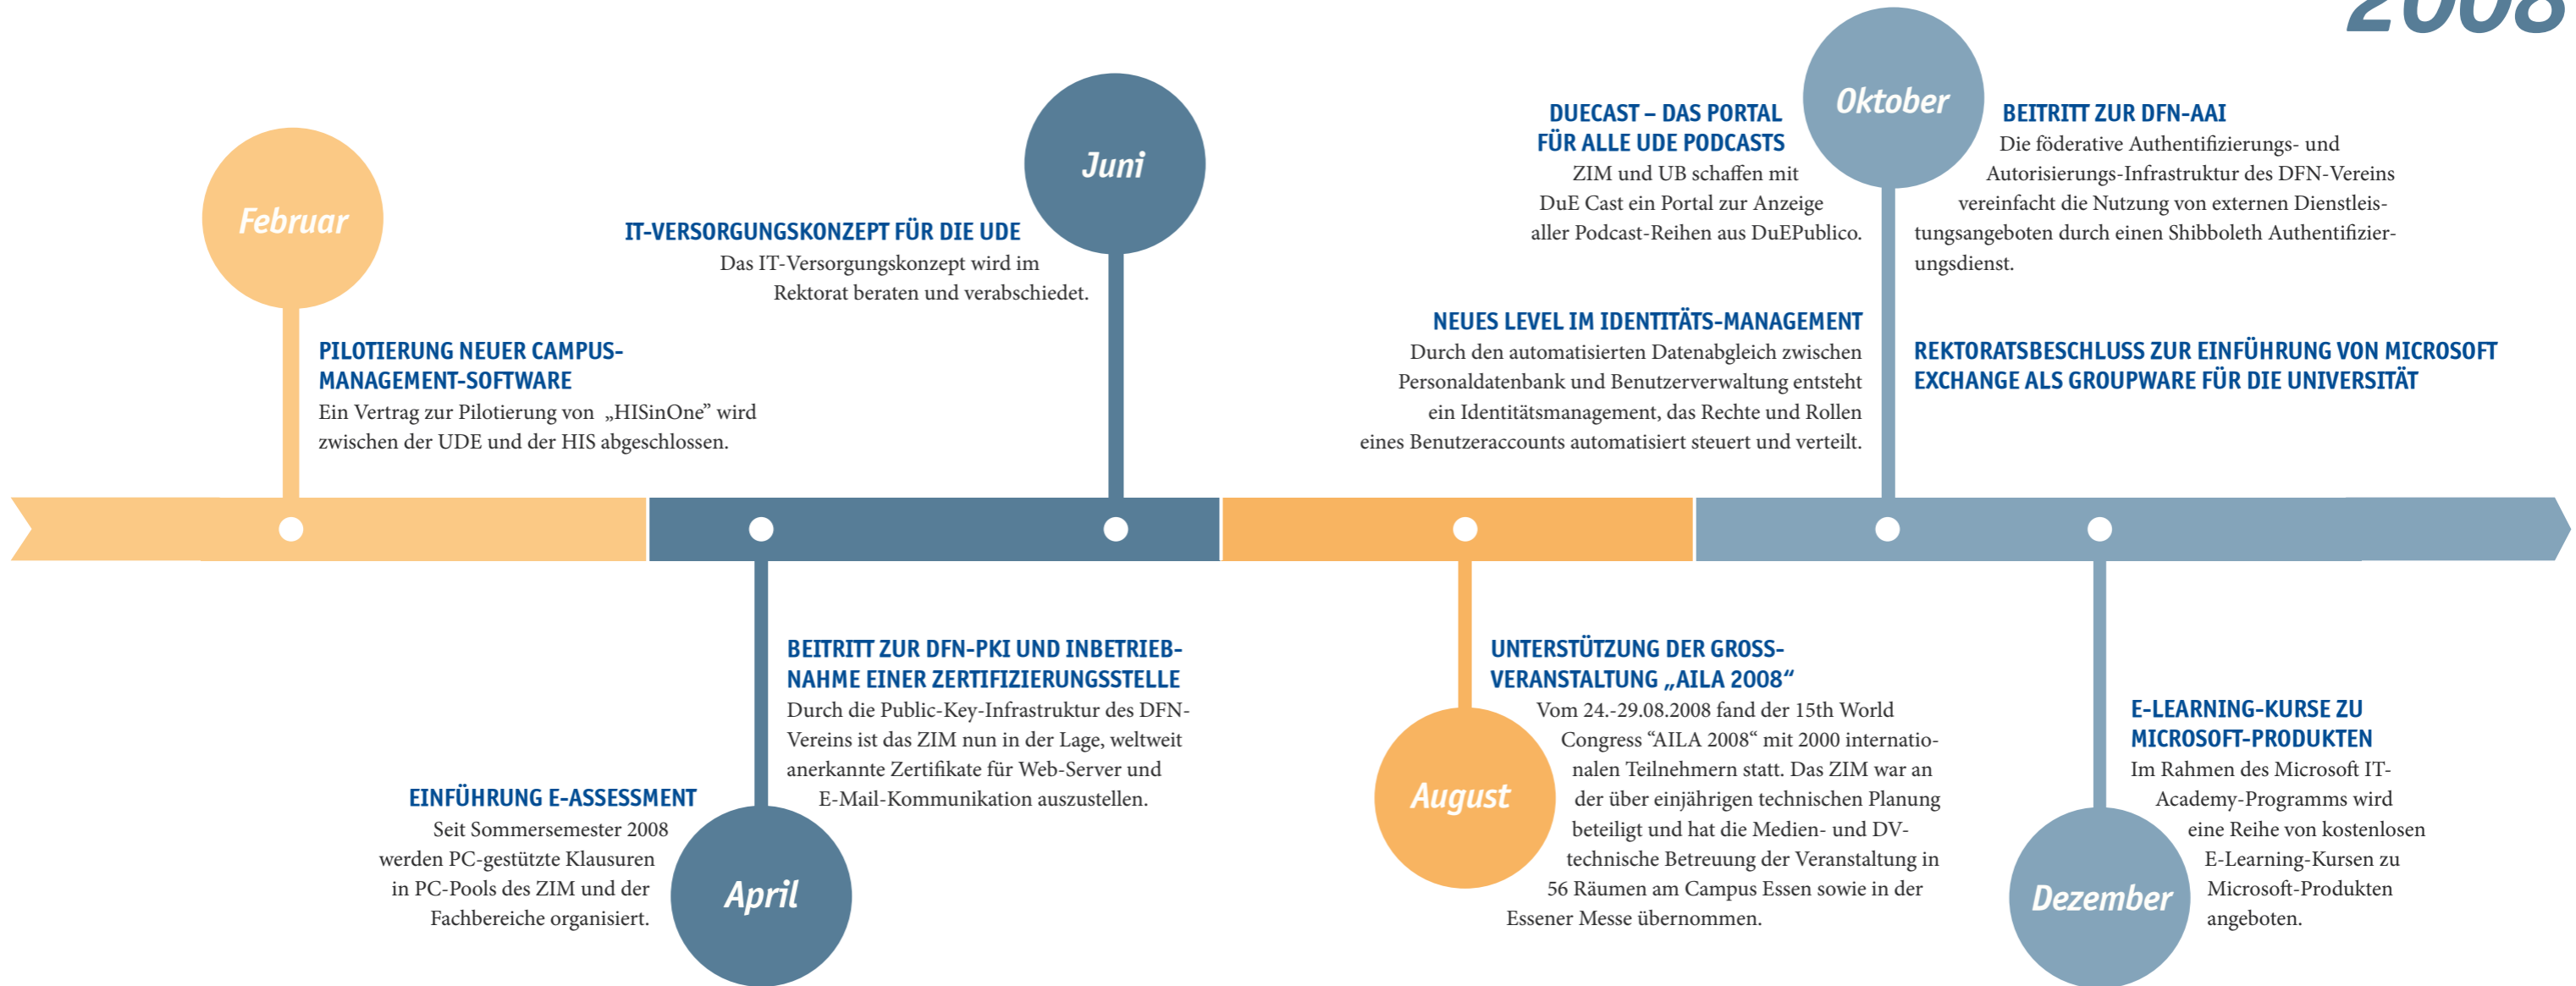 2008
Februar
PILOTIERUNG NEUER CAMPUS-
MANAGEMENT-SOFTWARE
Ein Vertrag zur Pilotierung von „HISinOne” wird
zwischen der UDE und der HIS abgeschlossen.
EINFÜHRUNG E-ASSESSMENT
Seit Sommersemester 2008
werden PC-gestützte Klausuren
in PC-Pools des ZIM und der
Fachbereiche organisiert.
April
BEITRITT ZUR DFN-PKI UND INBETRIEB-
NAHME EINER ZERTIFIZIERUNGSSTELLE
Durch die Public-Key-Infrastruktur des DFN-
Vereins ist das ZIM nun in der Lage, weltweit
anerkannte Zertifikate für Web-Server und
E-Mail-Kommunikation auszustellen.
Juni
IT-VERSORGUNGSKONZEPT FÜR DIE UDE
Das IT-Versorgungskonzept wird im
Rektorat beraten und verabschiedet.
August
UNTERSTÜTZUNG DER GROSS-
VERANSTALTUNG „AILA 2008“
Vom 24.-29.08.2008 fand der 15th World
Congress “AILA 2008“ mit 2000 internatio-
nalen Teilnehmern statt. Das ZIM war an
der über einjährigen technischen Planung
beteiligt und hat die Medien- und DV-
technische Betreuung der Veranstaltung in
56 Räumen am Campus Essen sowie in der
Essener Messe übernommen.
Oktober
DUECAST – DAS PORTAL
FÜR ALLE UDE PODCASTS
ZIM und UB schaffen mit
DuE Cast ein Portal zur Anzeige
aller Podcast-Reihen aus DuEPublico.
NEUES LEVEL IM IDENTITÄTS-MANAGEMENT
Durch den automatisierten Datenabgleich zwischen
Personaldatenbank und Benutzerverwaltung entsteht
ein Identitätsmanagement, das Rechte und Rollen
eines Benutzeraccounts automatisiert steuert und verteilt.
BEITRITT ZUR DFN-AAI
Die föderative Authentifizierungs- und
Autorisierungs-Infrastruktur des DFN-Vereins
vereinfacht die Nutzung von externen Dienstleis-
tungsangeboten durch einen Shibboleth Authentifizier-
ungsdienst.
REKTORATSBESCHLUSS ZUR EINFÜHRUNG VON MICROSOFT
EXCHANGE ALS GROUPWARE FÜR DIE UNIVERSITÄT
Dezember
E-LEARNING-KURSE ZU
MICROSOFT-PRODUKTEN
Im Rahmen des Microsoft IT-
Academy-Programms wird
eine Reihe von kostenlosen
E-Learning-Kursen zu
Microsoft-Produkten
angeboten.